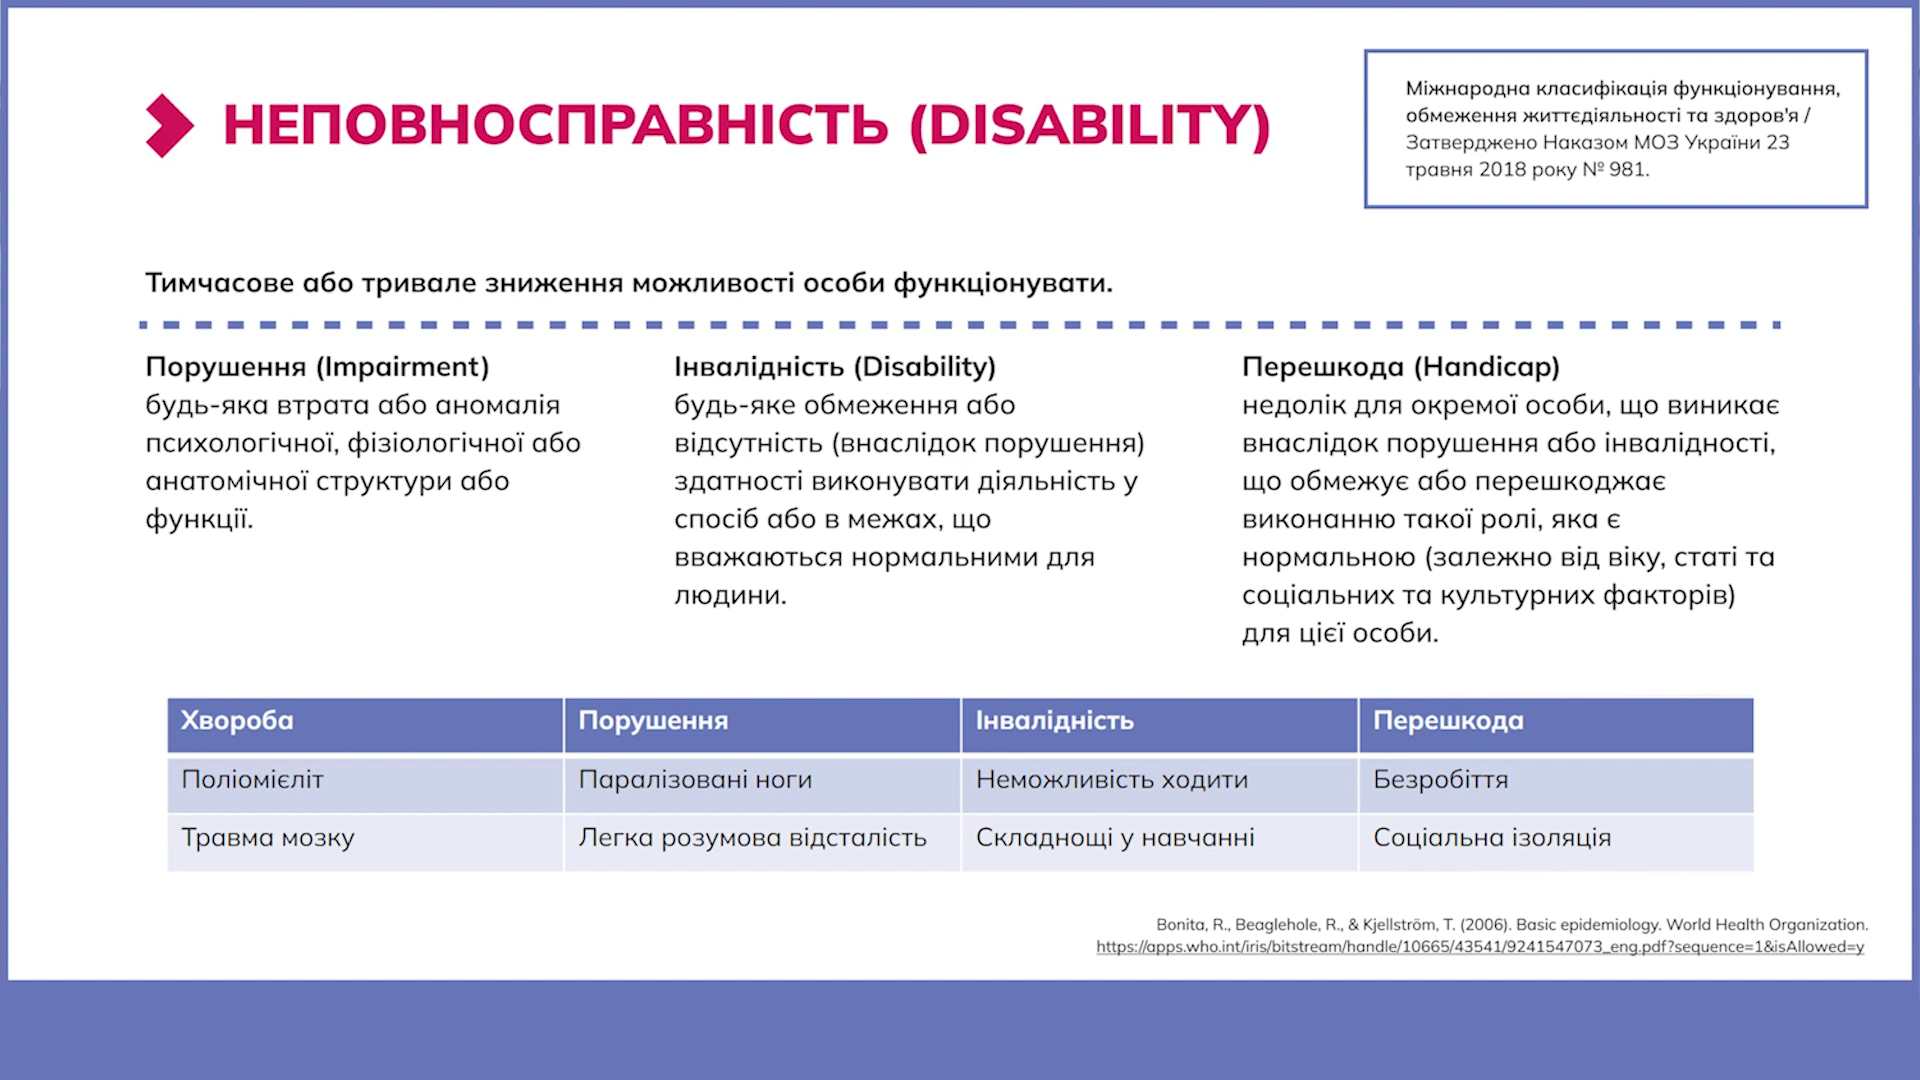 НЕПОВНОСПРАВНІСТЬ (DISABILITY)
Міжнародна класифікація функціонування,
обмеження життєдіяльності та здоров'я /
Затверджено Наказом МОЗ України 23
травня 2018 року № 981.
Тимчасове або тривале зниження можливості особи функціонувати.
Порушення (Impairment)
будь-яка втрата або аномалія
психологічної, фізіологічної або
анатомічної структури або
функції.
Інвалідність (Disability)
будь-яке обмеження або
відсутність (внаслідок порушення)
здатності виконувати діяльність у
спосіб або в межах, що
вважаються нормальними для
людини.
Перешкода (Handicap)
недолік для окремої особи, що виникає
внаслідок порушення або інвалідності,
що обмежує або перешкоджає
виконанню такої ролі, яка є
нормальною (залежно від віку, статі та
соціальних та культурних факторів)
для цієї особи.
Хвороба Порушення Інвалідність Перешкода
Поліомієліт Паралізовані ноги Неможливість ходити Безробіття
Травма мозку Легка розумова відсталість Складнощі у навчанні Соціальна ізоляція
Bonita, R., Beaglehole, R., & Kjellström, T. (2006). Basic epidemiology. World Health Organization.
https://apps.who.int/iris/bitstream/handle/10665/43541/9241547073_eng.pdf?sequence=1&isAllowed=y